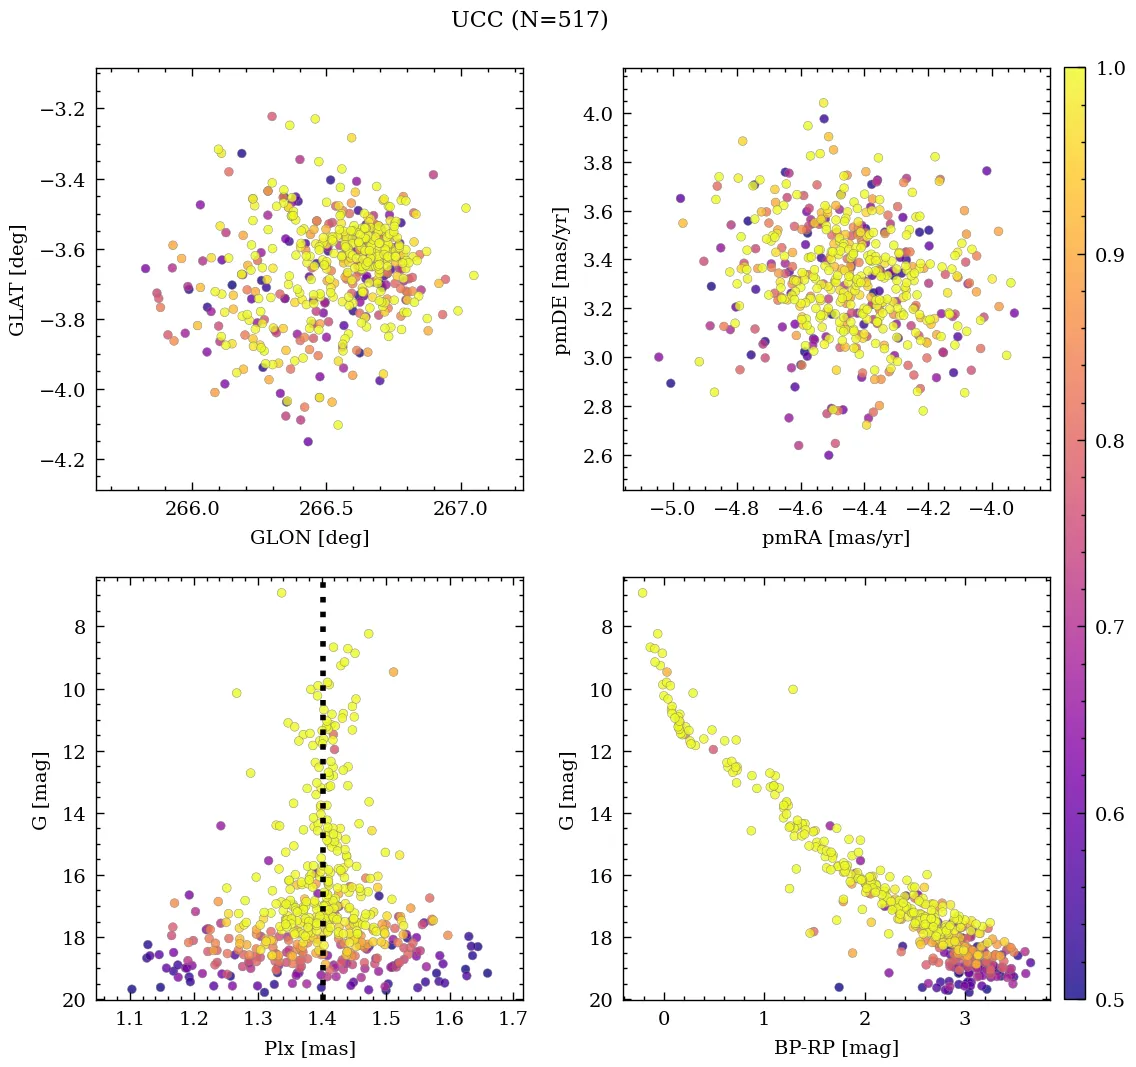 UCC (N=517)
−3.2
−3.4
−3.6
−3.8
−4.0
−4.2
GLAT [deg]
266.0 266.5 267.0
GLON [deg]
4.0
3.8
3.6
3.4
3.2
3.0
2.8
2.6
pmDE [mas/yr]
−5.0 −4.8 −4.6 −4.4 −4.2 −4.0
pmRA [mas/yr]
8
10
12
14
16
18
20
G [mag]
1.1 1.2 1.3 1.4 1.5 1.6 1.7
Plx [mas]
8
10
12
14
16
18
20
G [mag]
0 1 2 3
BP-RP [mag]
1.0
0.9
0.8
0.7
0.6
0.5